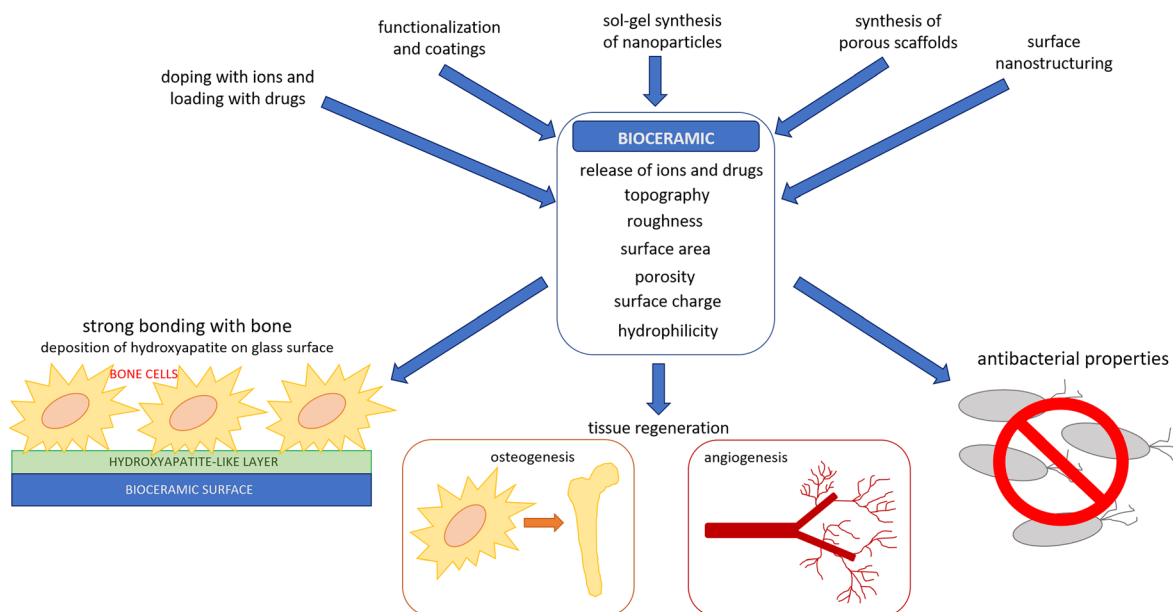 functionalization
and coatings
sol-gel synthesis
of nanoparticles
synthesis of
porous scaffolds
surface
nanostructuring
doping with ions and
loading with drugs
BIOCERAMIC
release of ions and drugs
topography
roughness
surface area
porosity
surface charge
hydrophilicity
strong bonding with bone
deposition of hydroxyapatite on glass surface
BONE CELLS
HYDROXYAPATITE-LIKE LAYER
BIOCERAMIC SURFACE
tissue regeneration
osteogenesis
angiogenesis
antibacterial properties